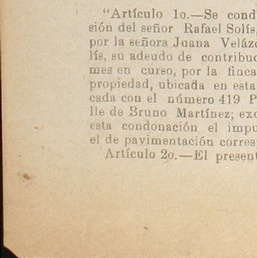 "Artículo 1o.—Se cond
sión del señor Rafael Solís,
por la señora Juana Veláz
lís, su adeudo de contribuc
mes en curso, por la finca
propiedad, ubicada en esta
cada con el número 419 P
lle de Bruno Martínez; exc
esta condonación el impu
el de pavimentación corres
Artículo 2o.—El present